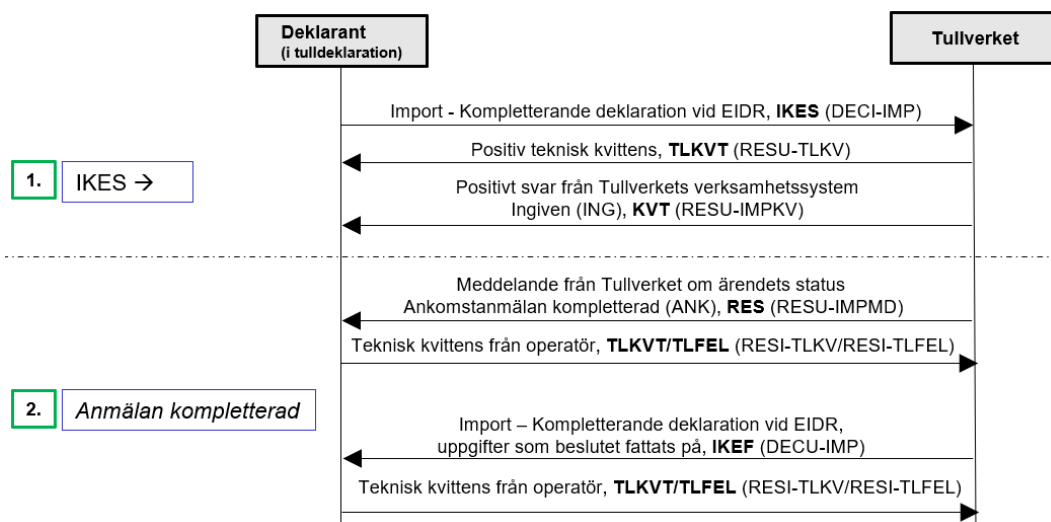 Deklarant
(i tulldeklaration)
Tullverket
Import - Kompletterande deklaration vid EIDR, IKES (DECI-IMP)
Positiv teknisk kvittens, TLKVT (RESU-TLKV)
1.
IKES →
Positivt svar från Tullverkets verksamhetssystem
Ingiven (ING), KVT (RESU-IMPKV)
Meddelande från Tullverket om ärendets status
Ankomstanmälan kompletterad (ANK), RES (RESU-IMPMD)
Teknisk kvittens från operatör, TLKVT/TLFEL (RESI-TLKV/RESI-TLFEL)
2.
Anmälan kompletterad
Import – Kompletterande deklaration vid EIDR,
uppgifter som beslutet fattats på, IKEF (DECU-IMP)
Teknisk kvittens från operatör, TLKVT/TLFEL (RESI-TLKV/RESI-TLFEL)